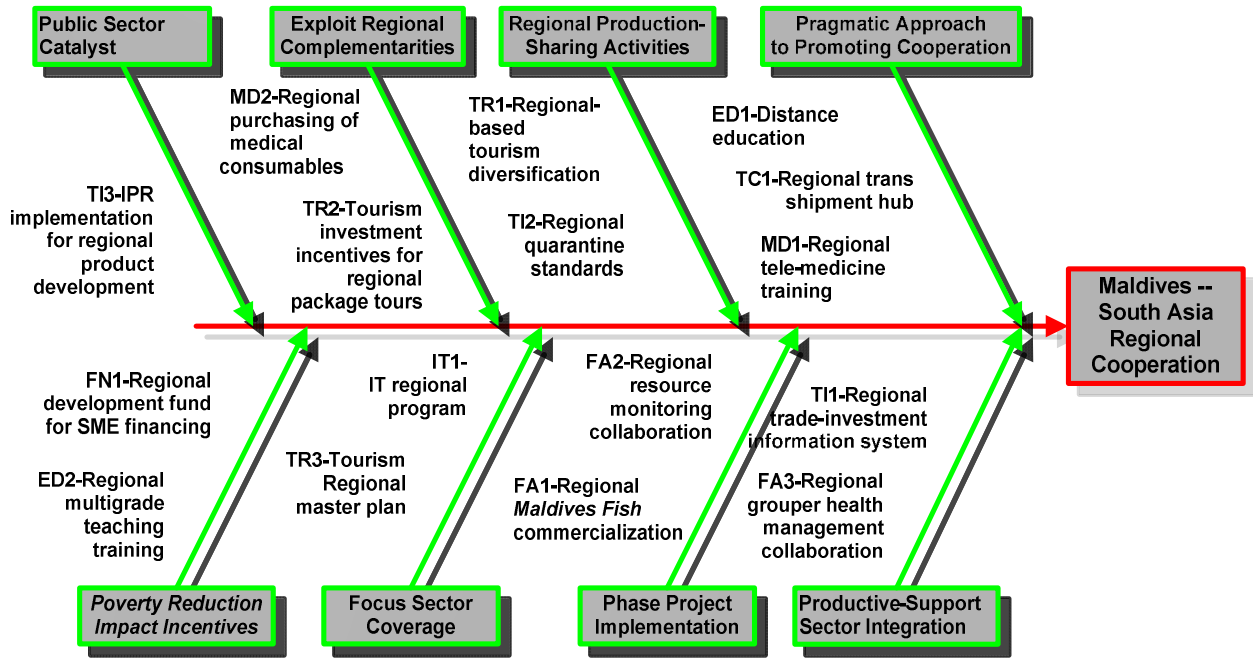 Public Sector
Catalyst
Exploit Regional
Complementarities
Regional Production-
Sharing Activities
Pragmatic Approach
to Promoting Cooperation
MD2-Regional
purchasing of
medical
consumables
TR1-Regional-
based
tourism
diversification
ED1-Distance
education
TI3-IPR
implementation
for regional
product
development
TR2-Tourism
investment
incentives for
regional
package tours
TI2-Regional
quarantine
standards
TC1-Regional trans
shipment hub
MD1-Regional
tele-medicine
training
Maldives --
South Asia
Regional
Cooperation
FN1-Regional
development fund
for SME financing
IT1-
IT regional
program
FA2-Regional
resource
monitoring
collaboration
TI1-Regional
trade-investment
information system
ED2-Regional
multigrade
teaching
training
TR3-Tourism
Regional
master plan
FA1-Regional
Maldives Fish
commercialization
FA3-Regional
grouper health
management
collaboration
Poverty Reduction
Impact Incentives
Focus Sector
Coverage
Phase Project
Implementation
Productive-Support
Sector Integration